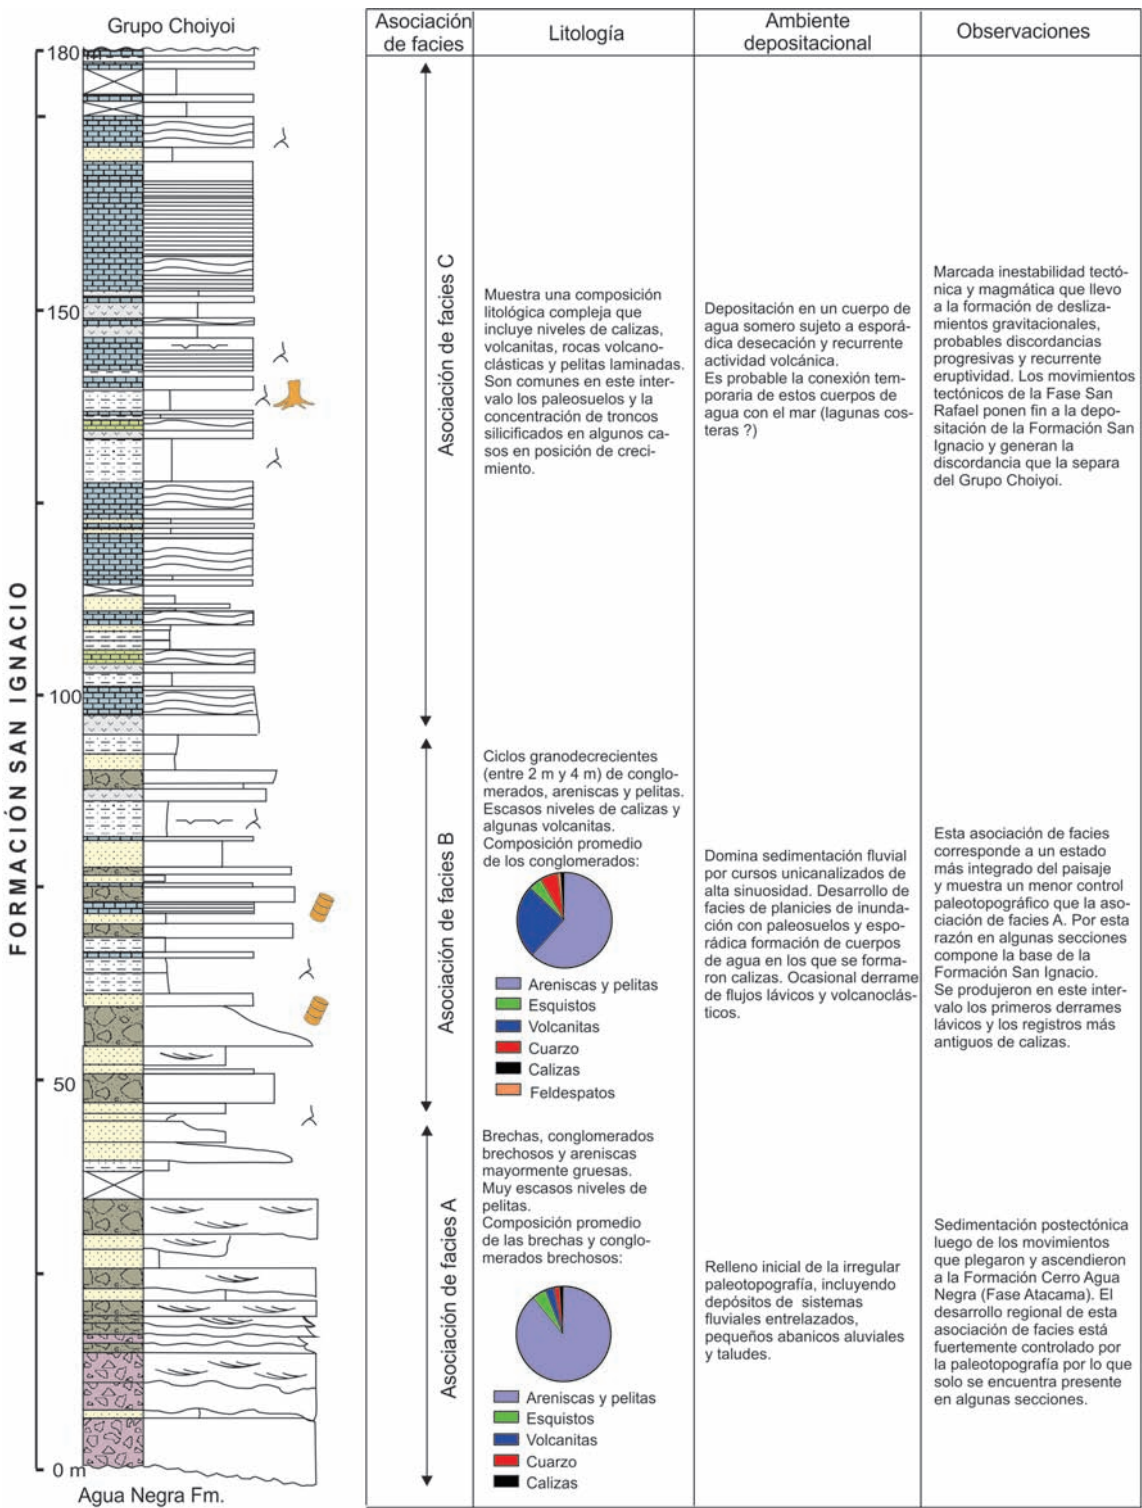 Grupo Choiyoi
Asociación
de facies
Litología
Ambiente
depositacional
Observaciones
180 m
150
100
50
0 m
FORMACIÓN SAN IGNACIO
Agua Negra Fm.
Asociación de facies C
Muestra una composición
litológica compleja que
incluye niveles de calizas,
volcanitas, rocas volcano-
clásticas y pelitas laminadas.
Son comunes en este inter-
valo los paleosuelos y la
concentración de troncos
silicificados en algunos ca-
sos en posición de creci-
miento.
Depositación en un cuerpo de
agua somero sujeto a esporá-
dica desecación y recurrente
actividad volcánica.
Es probable la conexión tem-
poraria de estos cuerpos de
agua con el mar (lagunas cos-
teras ?)
Marcada inestabilidad tectó-
nica y magmática que llevo
a la formación de desliza-
mientos gravitacionales,
probables discordancias
progresivas y recurrente
eruptividad. Los movimientos
tectónicos de la Fase San
Rafael ponen fin a la depo-
sitación de la Formación San
Ignacio y generan la
discordancia que la separa
del Grupo Choiyoi.
Asociación de facies B
Ciclos granodecrecientes
(entre 2 m y 4 m) de conglo-
merados, areniscas y pelitas.
Escasos niveles de calizas y
algunas volcanitas.
Composición promedio
de los conglomerados:
Areniscas y pelitas
Esquistos
Volcanitas
Cuarzo
Calizas
Feldespatos
Domina sedimentación fluvial
por cursos unicanalizados de
alta sinuosidad. Desarrollo de
facies de planicies de inunda-
ción con paleosuelos y espo-
rádica formación de cuerpos
de agua en los que se forma-
ron calizas. Ocasional derrame
de flujos lávicos y volcanoclás-
ticos.
Esta asociación de facies
corresponde a un estado
más integrado del paisaje
y muestra un menor control
paleotopográfico que la aso-
ciación de facies A. Por esta
razón en algunas secciones
compone la base de la
Formación San Ignacio.
Se produjeron en este inter-
valo los primeros derrames
lávicos y los registros más
antiguos de calizas.
Asociación de facies A
Brechas, conglomerados
brechosos y areniscas
mayormente gruesas.
Muy escasos niveles de
pelitas.
Composición promedio
de las brechas y conglo-
merados brechosos:
Areniscas y pelitas
Esquistos
Volcanitas
Cuarzo
Calizas
Relleno inicial de la irregular
paleotopografía, incluyendo
depósitos de sistemas
fluviales entrelazados,
pequeños abanicos aluviales
y taludes.
Sedimentación postectónica
luego de los movimientos
que plegaron y ascendieron
a la Formación Cerro Agua
Negra (Fase Atacama). El
desarrollo regional de esta
asociación de facies está
fuertemente controlado por
la paleotopografía por lo que
solo se encuentra presente
en algunas secciones.